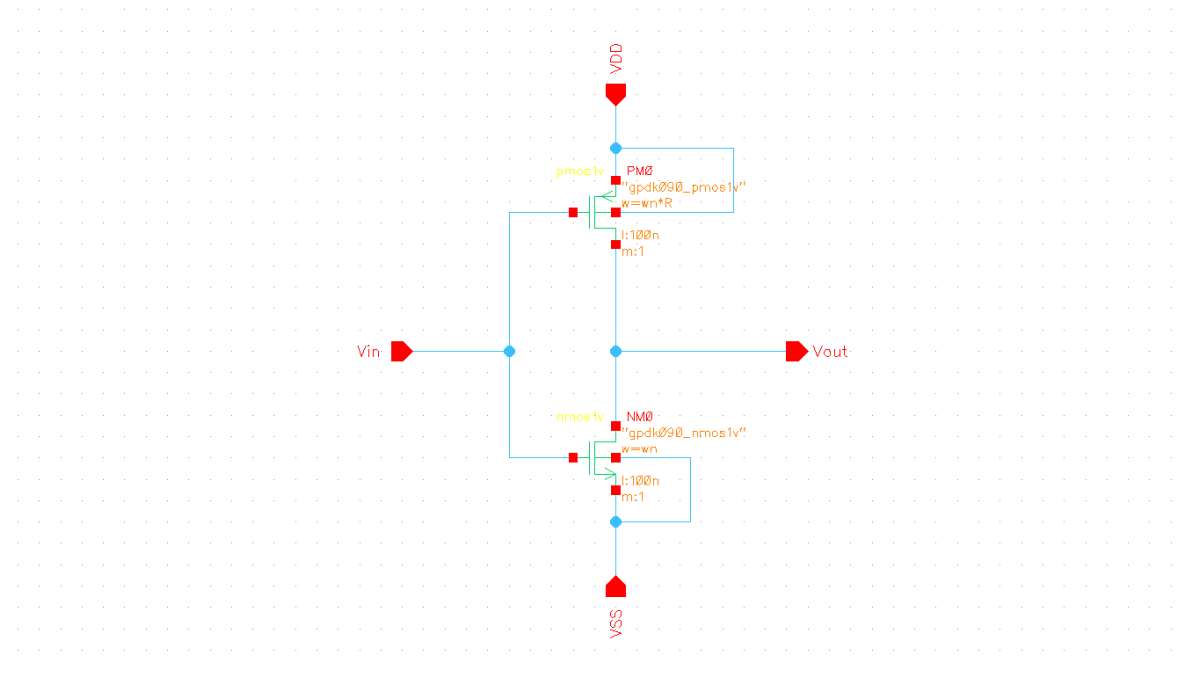 VDD
pmos1v
PM0
"gpdk090_pmos1v"
w=wn*R
l:100n
m:1
Vin
Vout
nmos1v
NM0
"gpdk090_nmos1v"
w=wn
l:100n
m:1
VSS